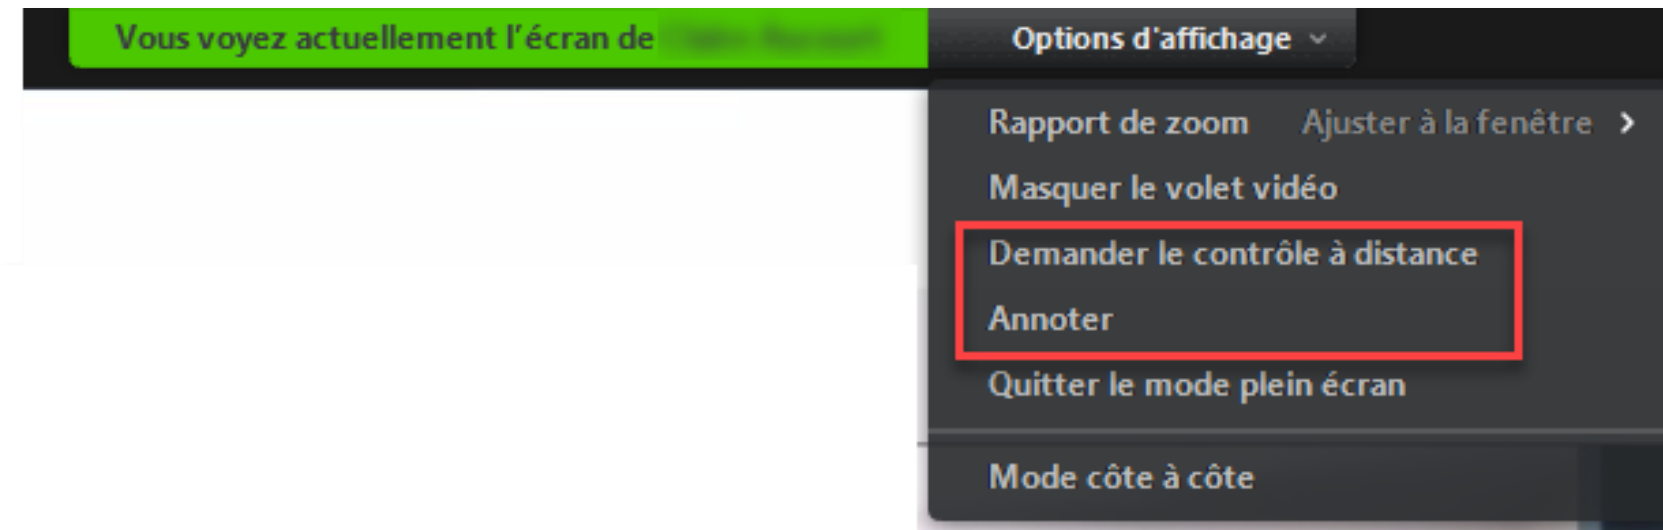 Vous voyez actuellement l'écran de
Options d'affichage
Rapport de zoom Ajuster à la fenêtre
Masquer le volet vidéo
Demander le contrôle à distance
Annoter
Quitter le mode plein écran
Mode côte à côte